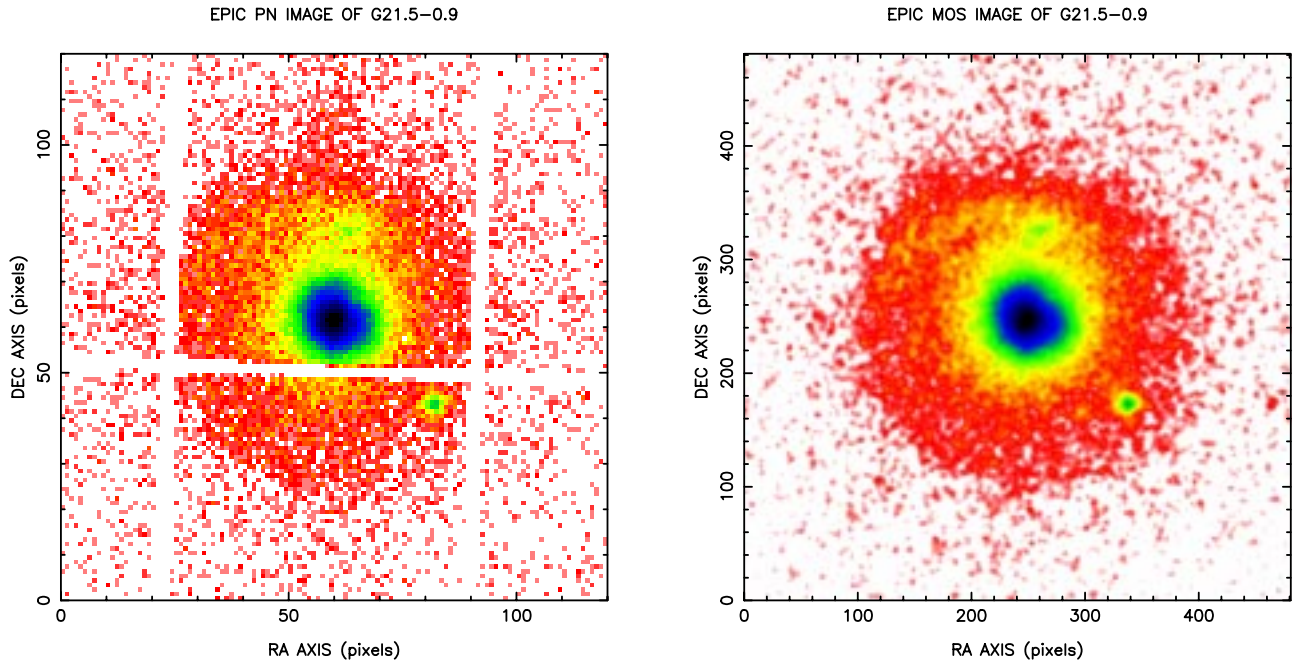 EPIC PN IMAGE OF G21.5−0.9
DEC AXIS (pixels)
100
50
0
0 50 100
RA AXIS (pixels)
EPIC MOS IMAGE OF G21.5−0.9
DEC AXIS (pixels)
400
300
200
100
0
0 100 200 300 400
RA AXIS (pixels)